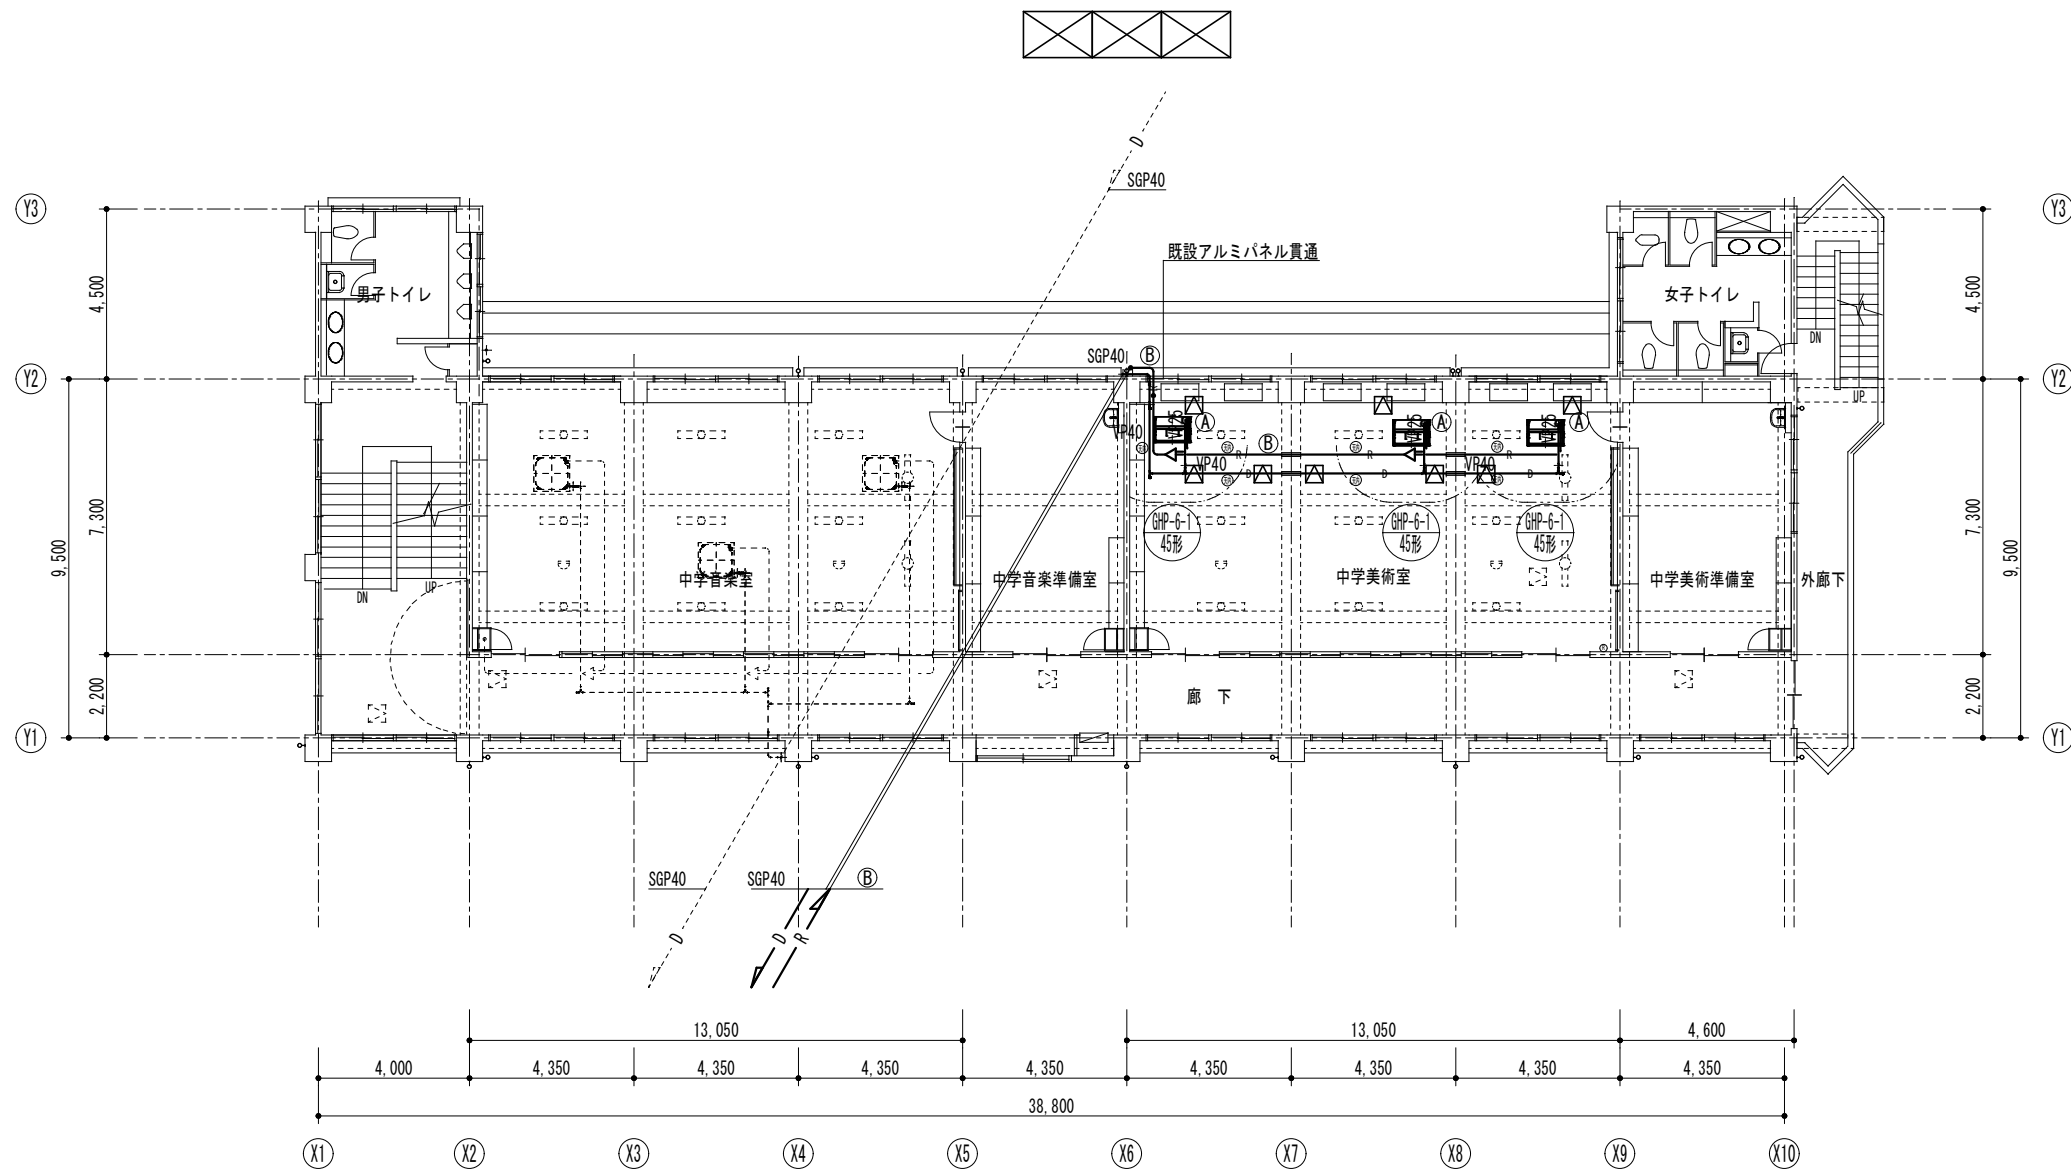 D
SGP40
Y3
Y3
既設アルミパネル貫通
4,500
男子トイレ
女子トイレ
4,500
DN
SGP40
B
Y2
Y2
UP
A
A
A
VP40
B
R
R
VP40
VP40
D
D
D
GHP-6-1
45形
GHP-6-1
45形
GHP-6-1
45形
7,300
9,500
7,300
9,500
中学音楽室
中学音楽準備室
中学美術室
中学美術準備室
外廊下
DN
UP
2,200
廊 下
2,200
Y1
Y1
SGP40
SGP40
B
D
D
R
13,050
13,050
4,600
4,000
4,350
4,350
4,350
4,350
4,350
4,350
4,350
4,350
38,800
X1
X2
X3
X4
X5
X6
X7
X8
X9
X10